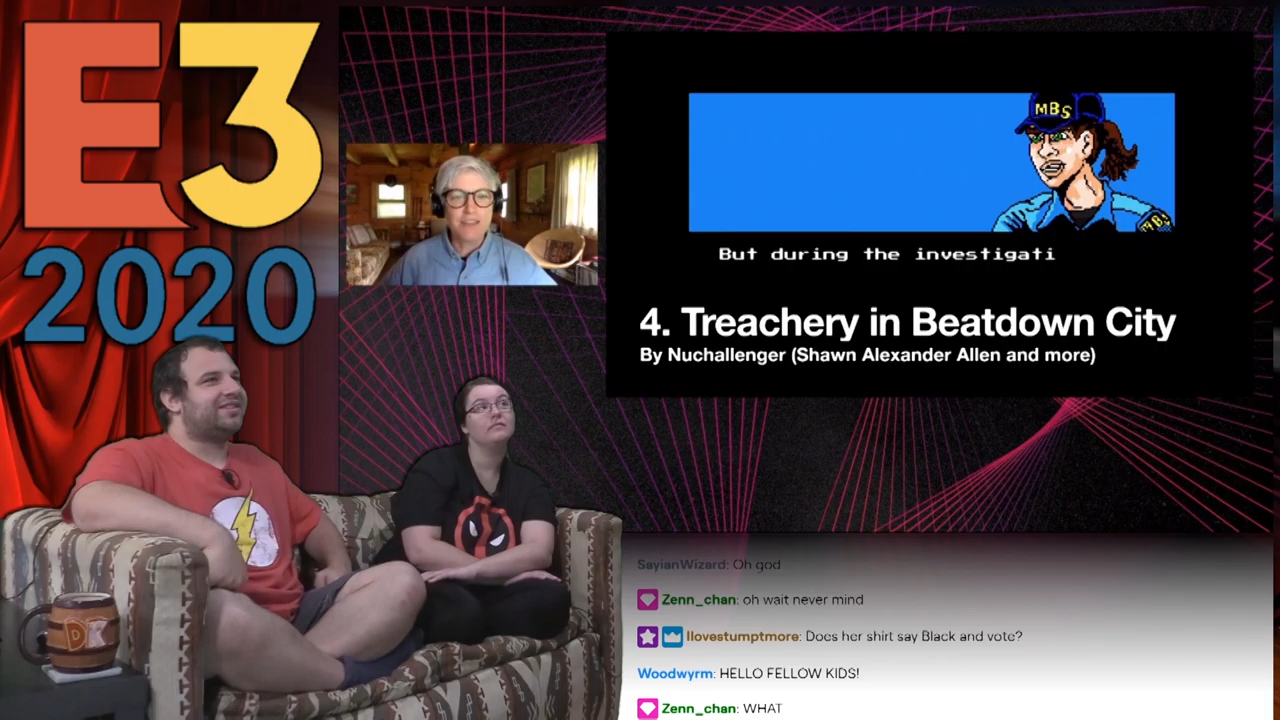 E3
2020
MBS
MBS
But during the investigati
4. Treachery in Beatdown City
By Nuchallenger (Shawn Alexander Allen and more)
DK
SayianWizard: Oh god
Zenn_chan: oh wait never mind
Ilovestumptmore: Does her shirt say Black and vote?
Woodwyrm: HELLO FELLOW KIDS!
Zenn_chan: WHAT